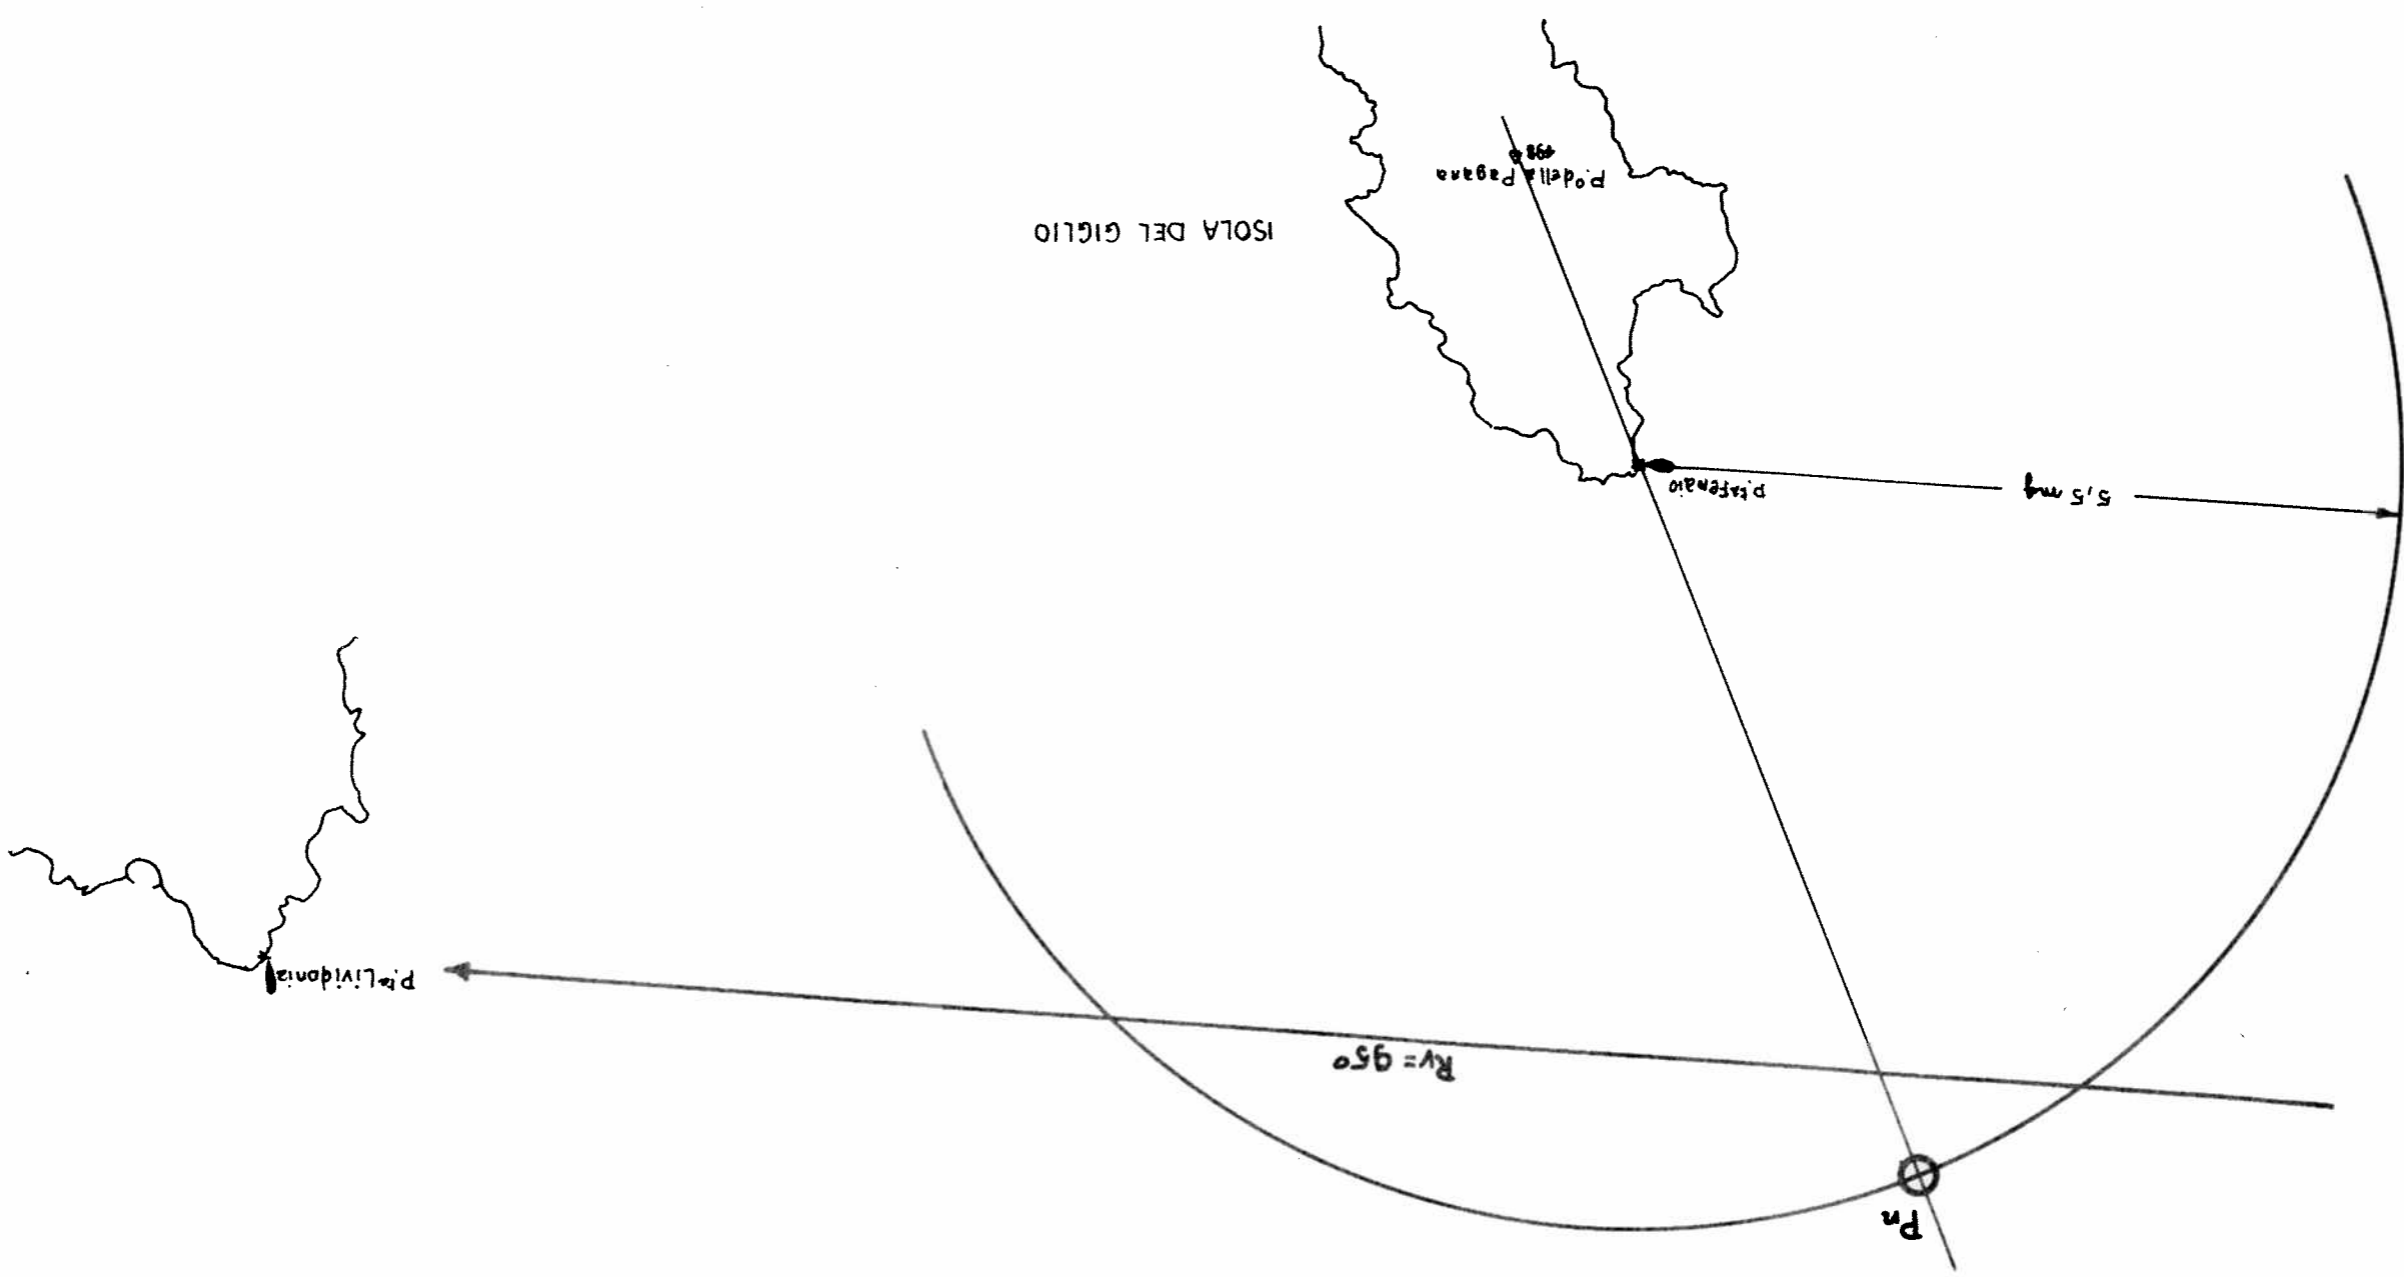 Pn
Rv = 95°
P.ta Lividonia
5,5 mg
P.ta Fenaio
ISOLA DEL GIGLIO
P.o della Pagana
498